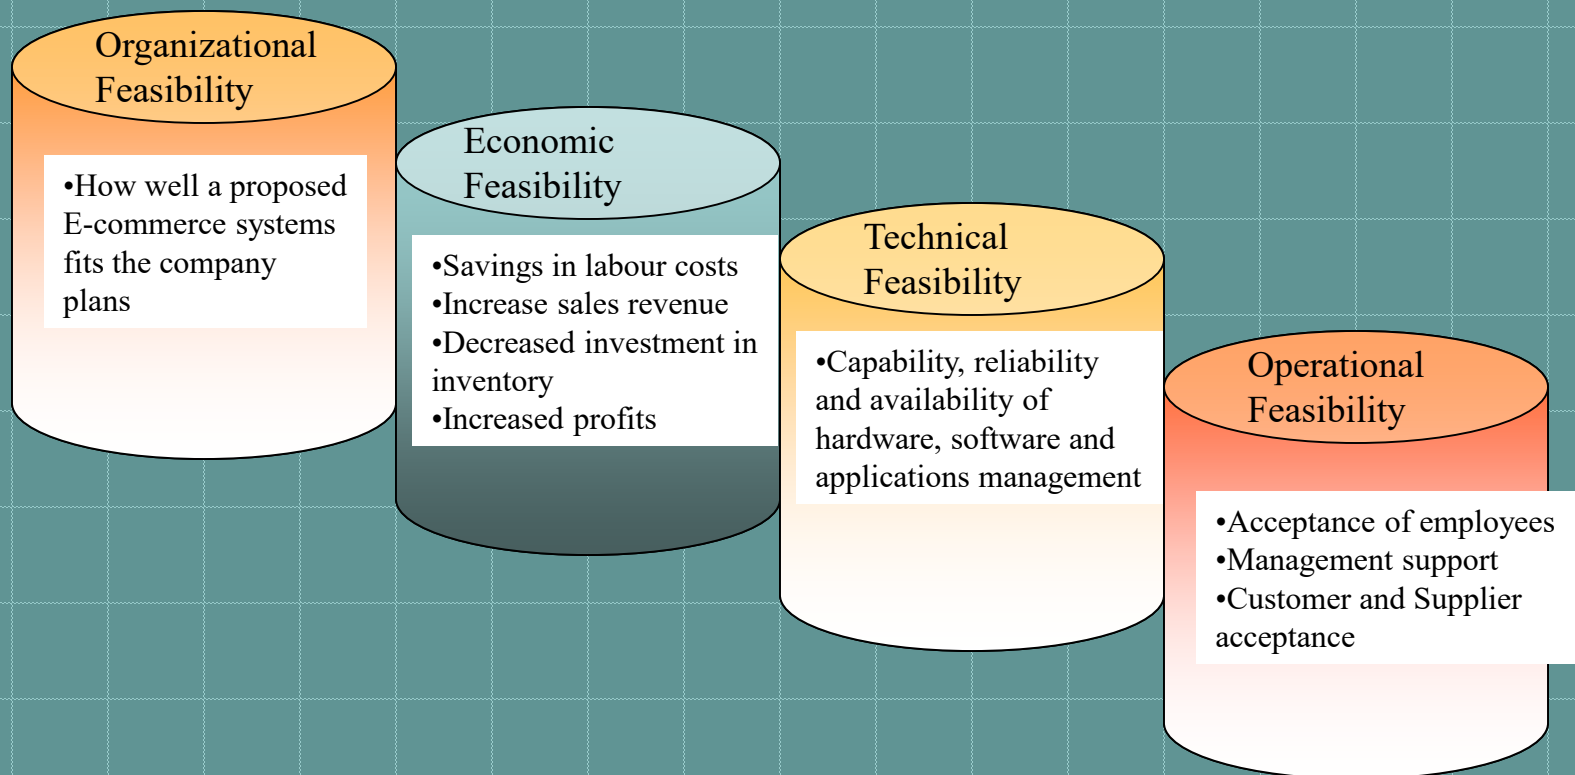 Organizational
Feasibility
•How well a proposed
E-commerce systems
fits the company
plans
Economic
Feasibility
•Savings in labour costs
•Increase sales revenue
•Decreased investment in
inventory
•Increased profits
Technical
Feasibility
•Capability, reliability
and availability of
hardware, software and
applications management
Operational
Feasibility
•Acceptance of employees
•Management support
•Customer and Supplier
acceptance